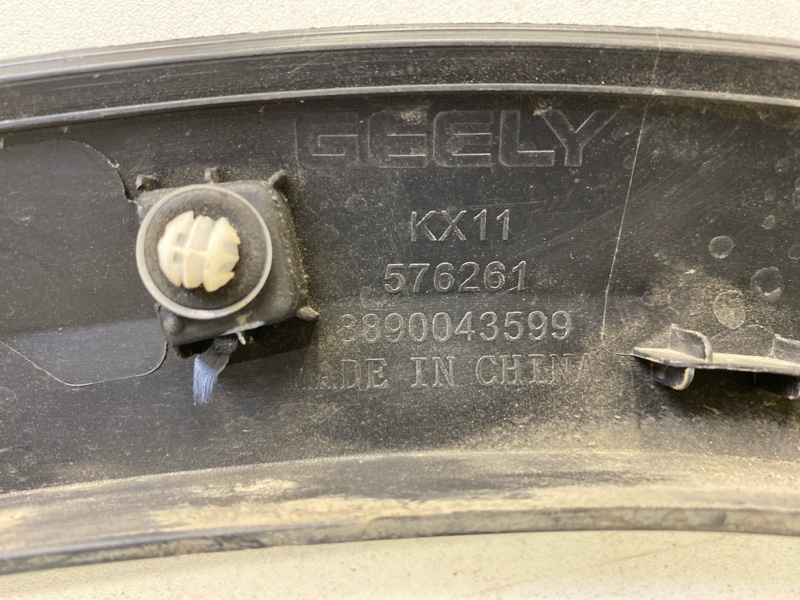 GEELY
KX11
576261
8890043599
MADE IN CHINA